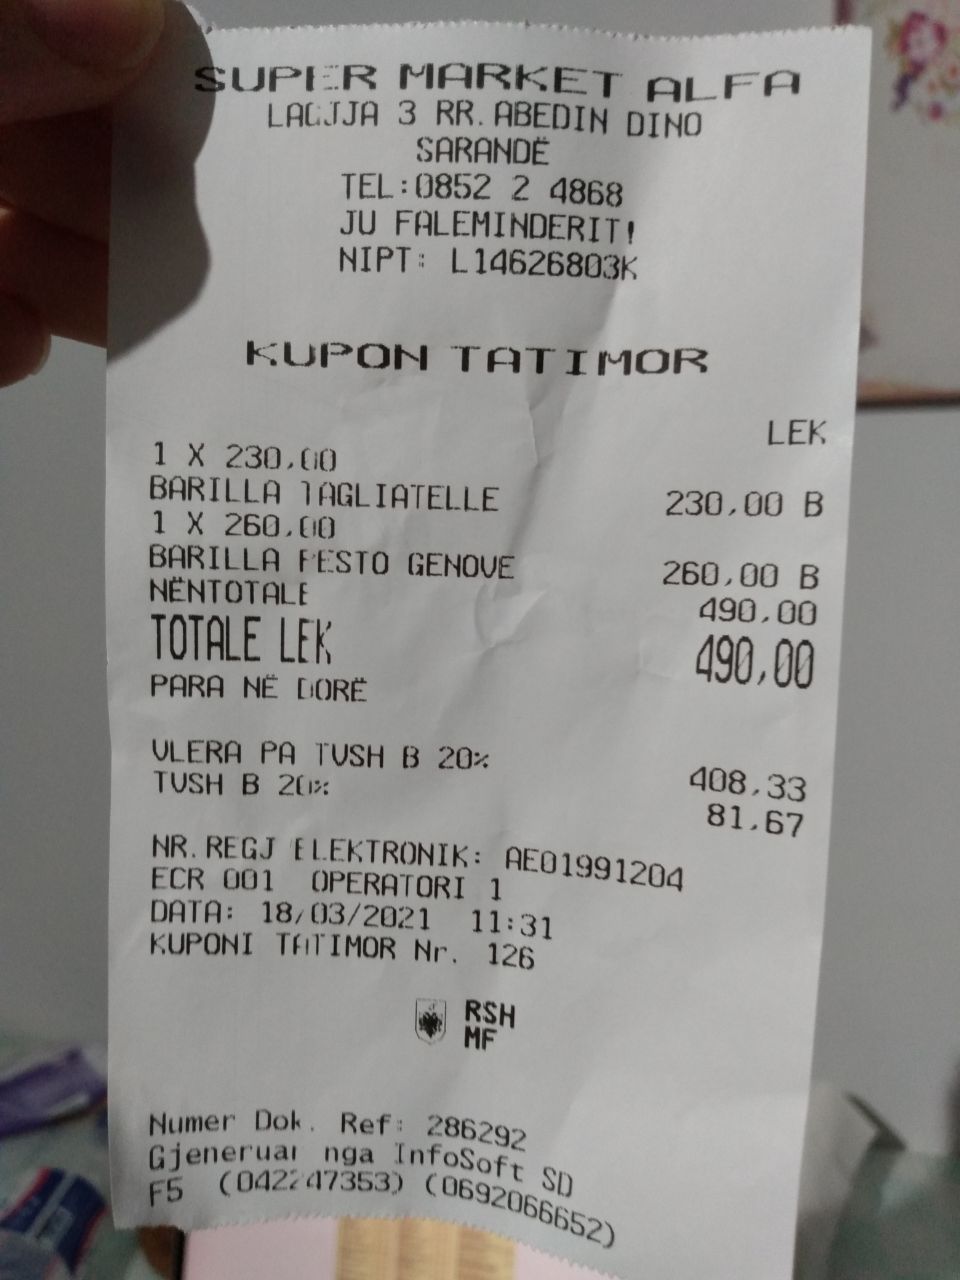 SUPER MARKET ALFA
LAGJJA 3 RR.ABEDIN DINO
SARANDË
TEL:0852 2 4868
JU FALEMINDERIT!
NIPT: L14626803K
KUPON TATIMOR
LEK
1 X 230,00
BARILLA TAGLIATELLE 230,00 B
1 X 260,00
BARILLA PESTO GENOVE 260,00 B
NËNTOTALE 490,00
TOTALE LEK 490,00
PARA NË DORË
VLERA PA TVSH B 20% 408,33
TVSH B 20% 81,67
NR.REGJ ELEKTRONIK: AE01991204
ECR 001 OPERATORI 1
DATA: 18/03/2021 11:31
KUPONI TATIMOR Nr. 126
RSH
MF
Numer Dok. Ref: 286292
Gjeneruar nga InfoSoft SD
F5 (042247353) (0692066652)